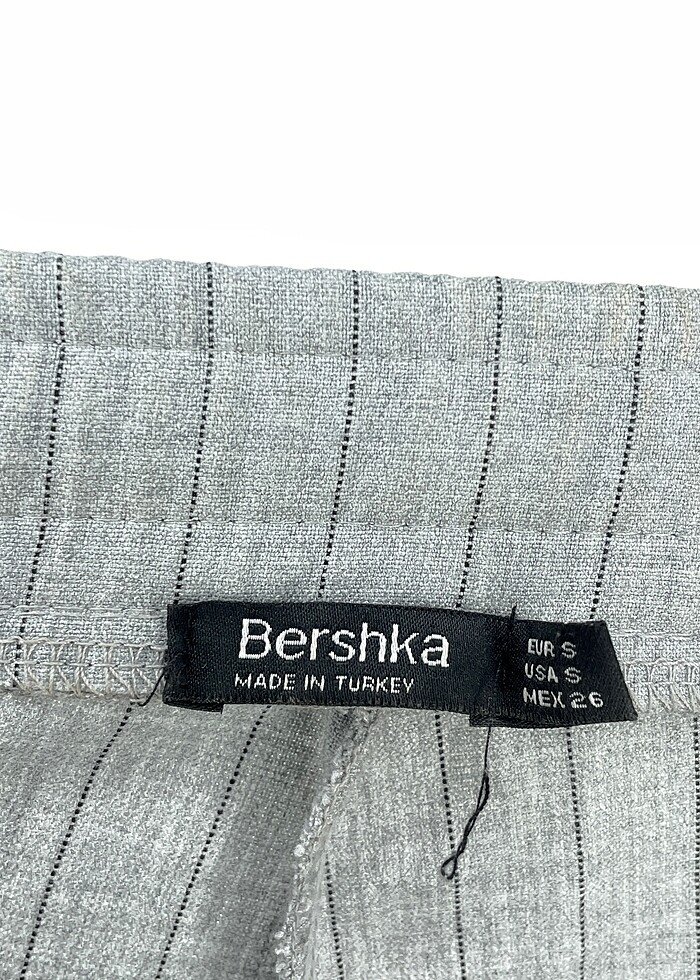 Bershka
MADE IN TURKEY
EUR S
USA S
MEX 26